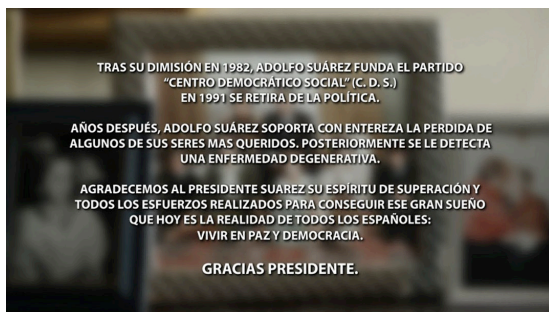 TRAS SU DIMISIÓN EN 1982, ADOLFO SUÁREZ FUNDA EL PARTIDO
“CENTRO DEMOCRÁTICO SOCIAL” (C. D. S.)
EN 1991 SE RETIRA DE LA POLÍTICA.
AÑOS DESPUÉS, ADOLFO SUÁREZ SOPORTA CON ENTEREZA LA PERDIDA DE
ALGUNOS DE SUS SERES MAS QUERIDOS. POSTERIORMENTE SE LE DETECTA
UNA ENFERMEDAD DEGENERATIVA.
AGRADECEMOS AL PRESIDENTE SUAREZ SU ESPÍRITU DE SUPERACIÓN Y
TODOS LOS ESFUERZOS REALIZADOS PARA CONSEGUIR ESE GRAN SUEÑO
QUE HOY ES LA REALIDAD DE TODOS LOS ESPAÑOLES:
VIVIR EN PAZ Y DEMOCRACIA.
GRACIAS PRESIDENTE.